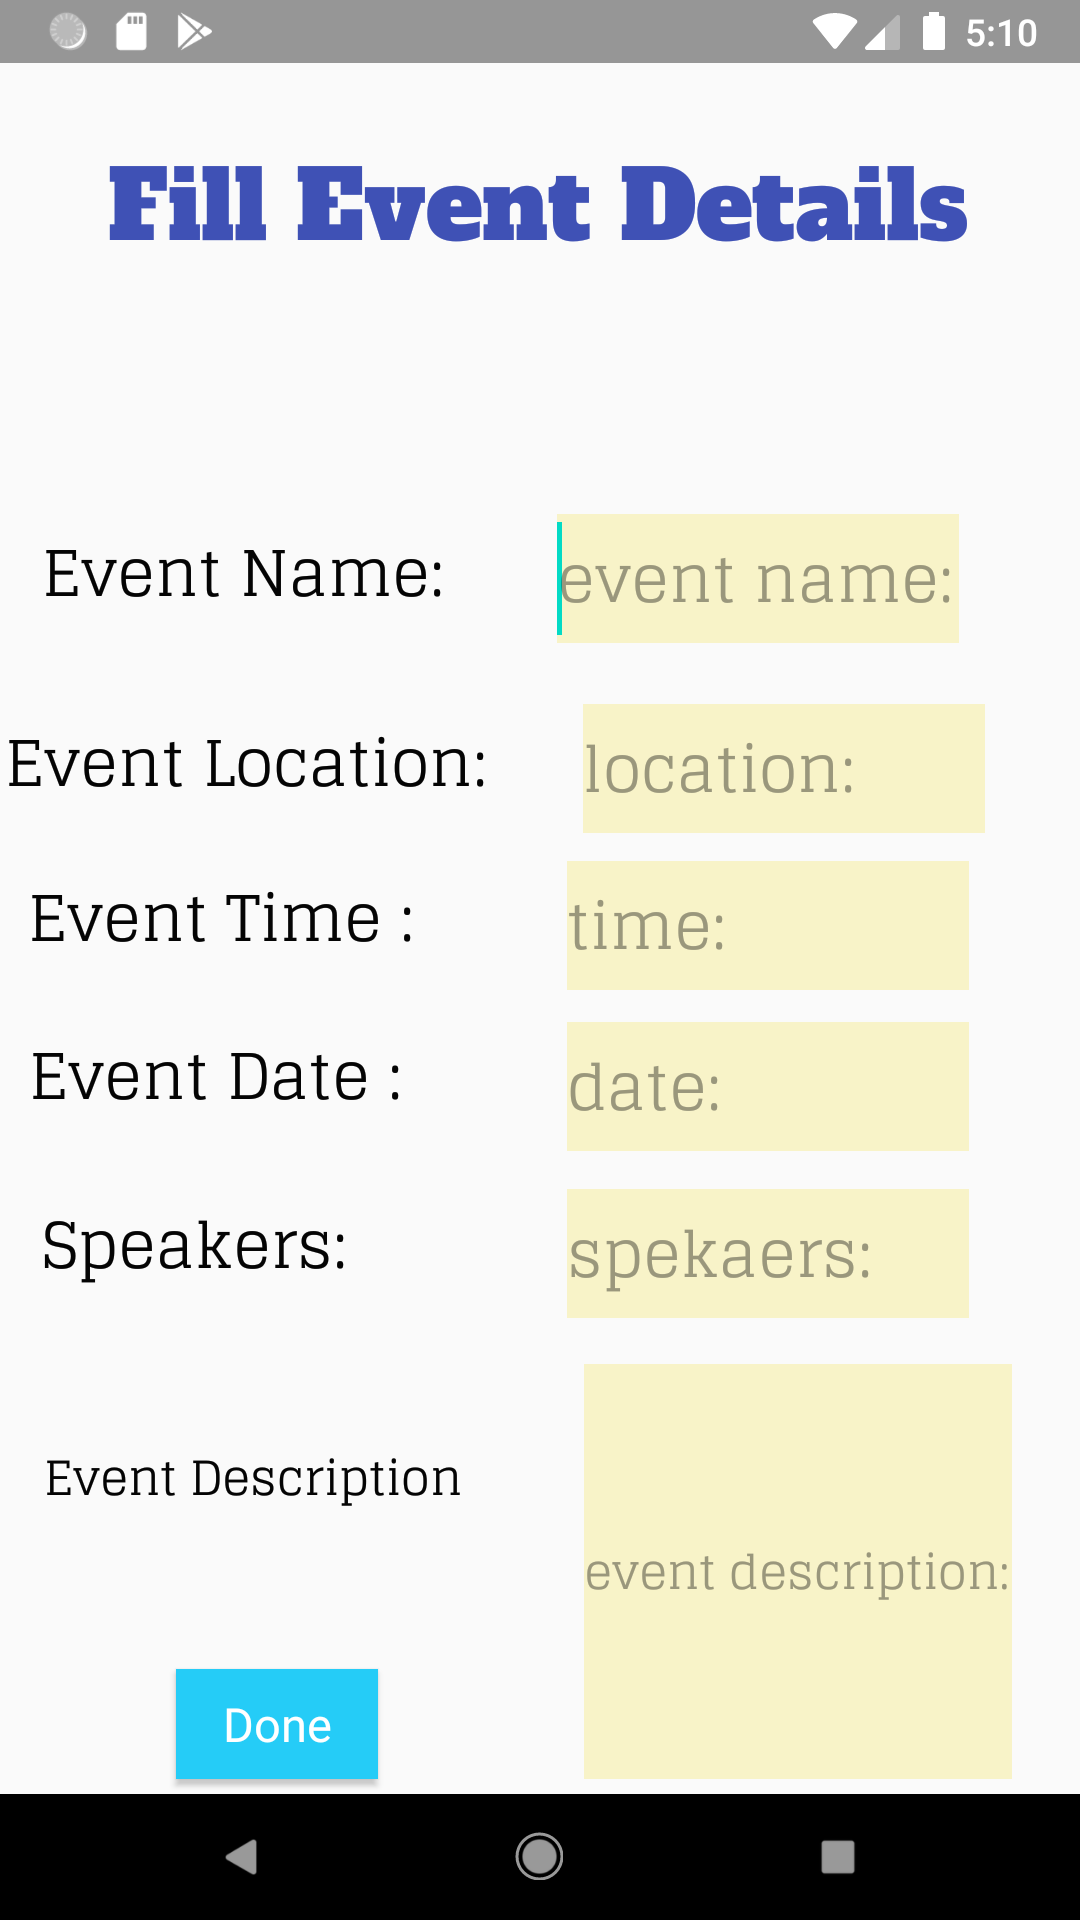 5:10
Fill Event Details
Event Name: event name:
Event Location: location:
Event Time : time:
Event Date : date:
Speakers: spekaers:
Event Description
event description:
Done